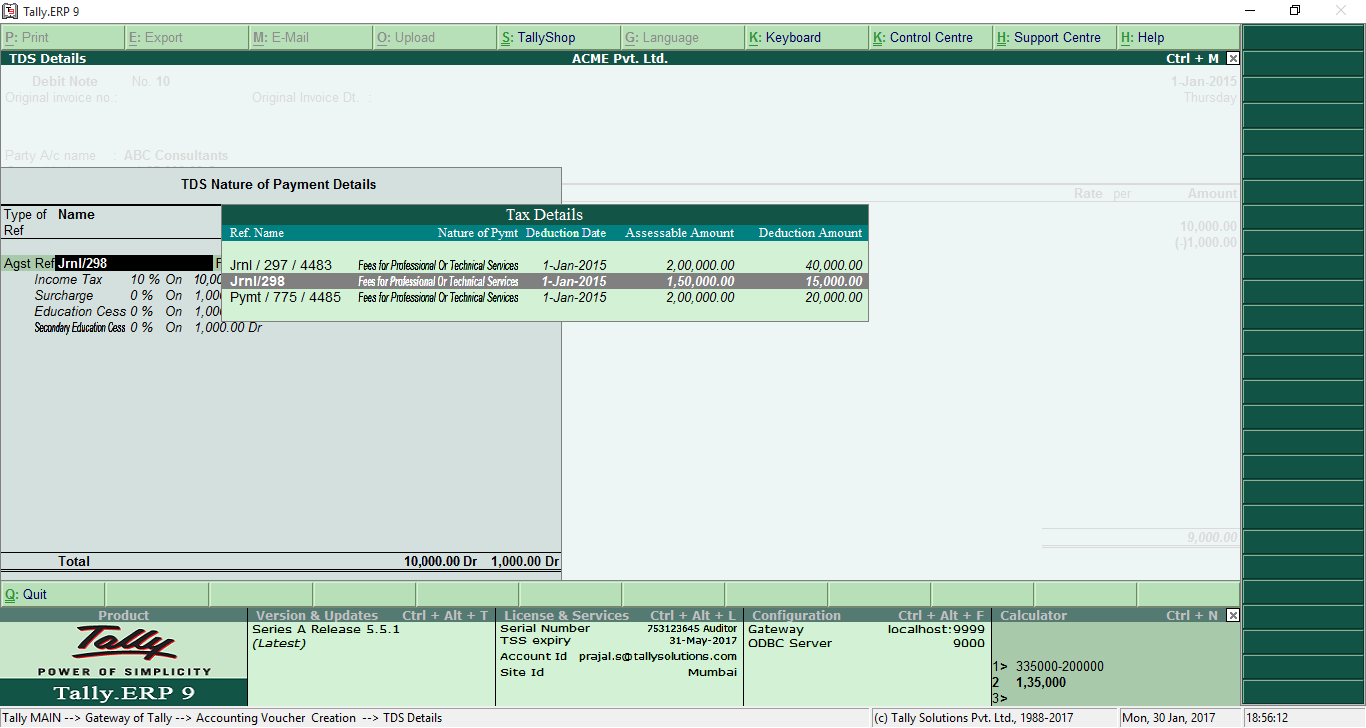 Tally.ERP 9
P: Print E: Export M: E-Mail O: Upload S: TallyShop G: Language K: Keyboard K: Control Centre H: Support Centre H: Help
TDS Details ACME Pvt. Ltd. Ctrl + M
Debit Note No. 10 1-Jan-2015
Original invoice no.: Original Invoice Dt. : Thursday
Party A/c name : ABC Consultants
TDS Nature of Payment Details
Rate per Amount
Type of Name
Ref
Tax Details
Ref. Name Nature of Pymt Deduction Date Assessable Amount Deduction Amount
10,000.00
(-)1,000.00
Agst Ref Jrnl/298 F
Jrnl / 297 / 4483 Fees for Professional Or Technical Services 1-Jan-2015 2,00,000.00 40,000.00
Income Tax 10 % On 10,00
Jrnl/298 Fees for Professional Or Technical Services 1-Jan-2015 1,50,000.00 15,000.00
Surcharge 0 % On 1,00
Pymt / 775 / 4485 Fees for Professional Or Technical Services 1-Jan-2015 2,00,000.00 20,000.00
Education Cess 0 % On 1,00
Secondary Education Cess 0 % On 1,000.00 Dr
9,000.00
Total 10,000.00 Dr 1,000.00 Dr
Q: Quit
Product
Tally
POWER OF SIMPLICITY
Tally.ERP 9
Version & Updates Ctrl + Alt + T
Series A Release 5.5.1
(Latest)
License & Services Ctrl + Alt + L
Serial Number 753123645 Auditor
TSS expiry 31-May-2017
Account Id prajal.s@tallysolutions.com
Site Id Mumbai
Configuration Ctrl + Alt + F
Gateway localhost:9999
ODBC Server 9000
Calculator Ctrl + N
1> 335000-200000
2 1,35,000
3>
Tally MAIN --> Gateway of Tally --> Accounting Voucher Creation --> TDS Details (c) Tally Solutions Pvt. Ltd., 1988-2017 Mon, 30 Jan, 2017 18:56:12